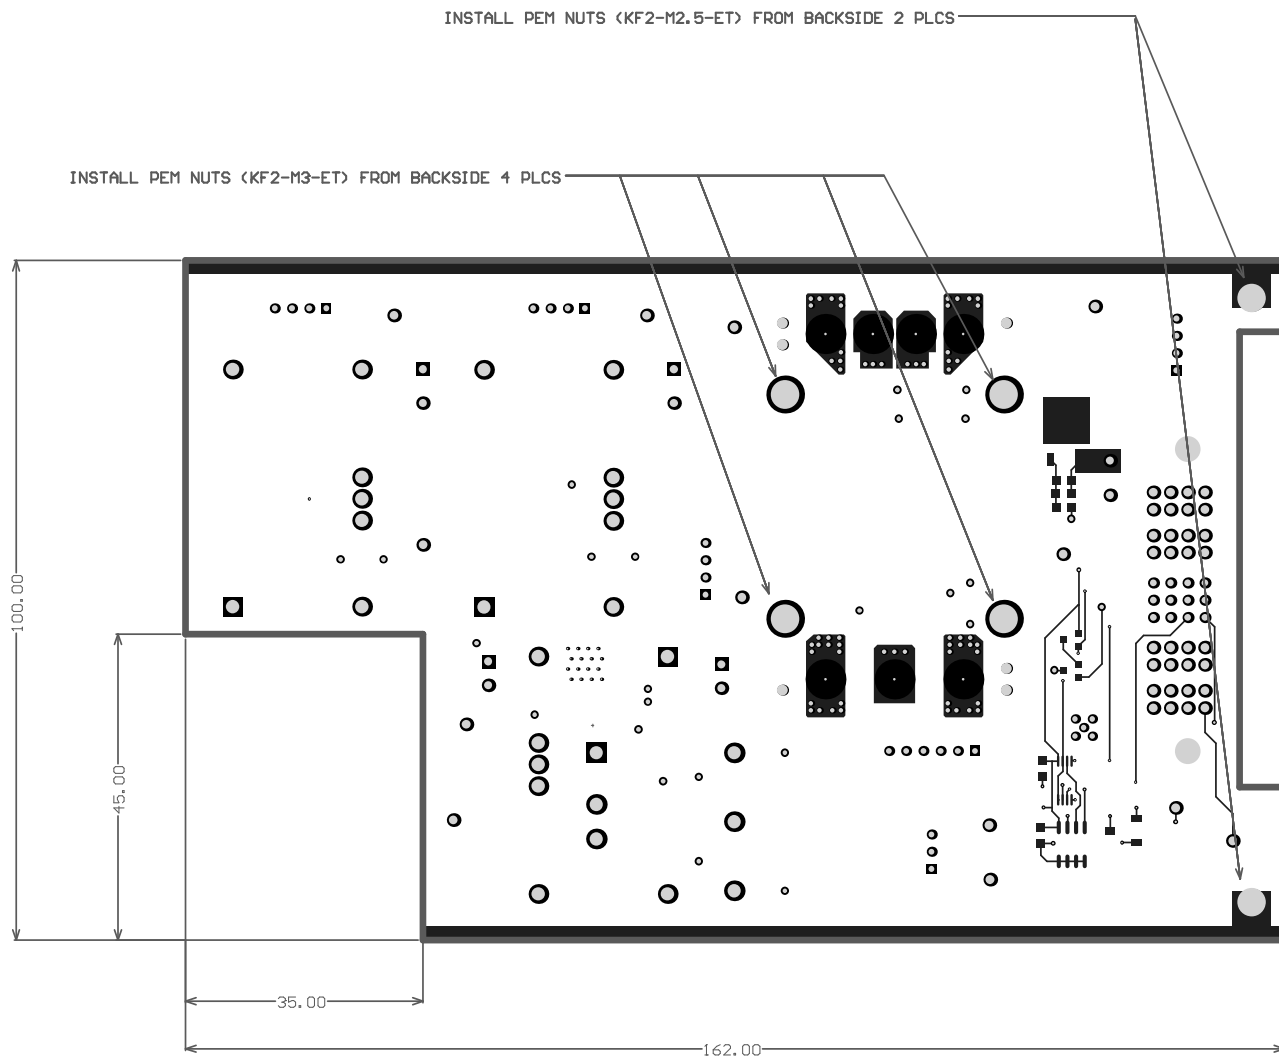 INSTALL PEM NUTS (KF2-M2.5-ET) FROM BACKSIDE 2 PLCS
INSTALL PEM NUTS (KF2-M3-ET) FROM BACKSIDE 4 PLCS
100.00
45.00
35.00
162.00